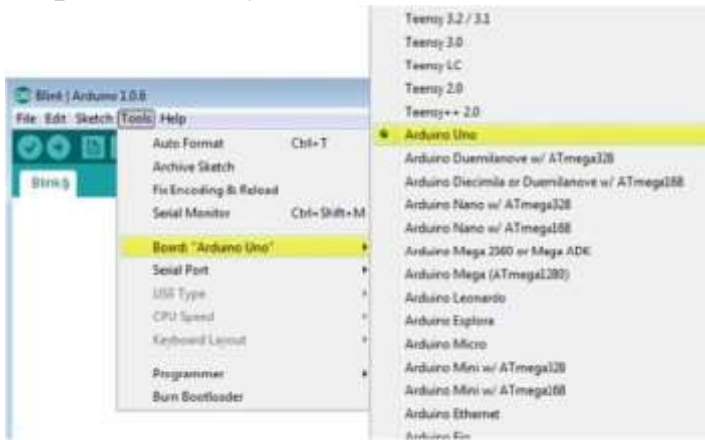 Blink | Arduino 1.0.6
File Edit Sketch Tools Help
Blink §
Auto Format Ctrl+T
Archive Sketch
Fix Encoding & Reload
Serial Monitor Ctrl+Shift+M
Board: "Arduino Uno"
Serial Port
USB Type
CPU Speed
Keyboard Layout
Programmer
Burn Bootloader
Teensy 3.2 / 3.1
Teensy 3.0
Teensy LC
Teensy 2.0
Teensy++ 2.0
Arduino Uno
Arduino Duemilanove w/ ATmega328
Arduino Diecimila or Duemilanove w/ ATmega168
Arduino Nano w/ ATmega328
Arduino Nano w/ ATmega168
Arduino Mega 2560 or Mega ADK
Arduino Mega (ATmega1280)
Arduino Leonardo
Arduino Esplora
Arduino Micro
Arduino Mini w/ ATmega328
Arduino Mini w/ ATmega168
Arduino Ethernet
Arduino Fio